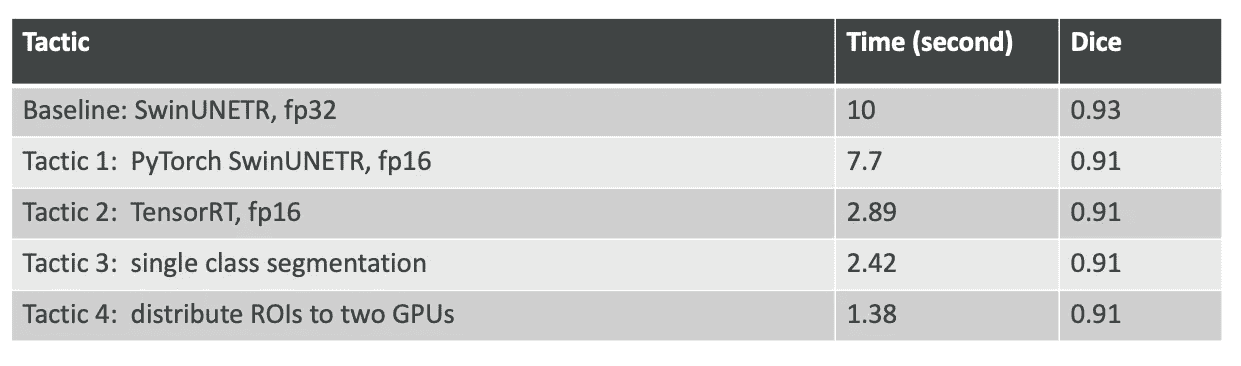 Tactic Time (second) Dice
Baseline: SwinUNETR, fp32 10 0.93
Tactic 1: PyTorch SwinUNETR, fp16 7.7 0.91
Tactic 2: TensorRT, fp16 2.89 0.91
Tactic 3: single class segmentation 2.42 0.91
Tactic 4: distribute ROIs to two GPUs 1.38 0.91